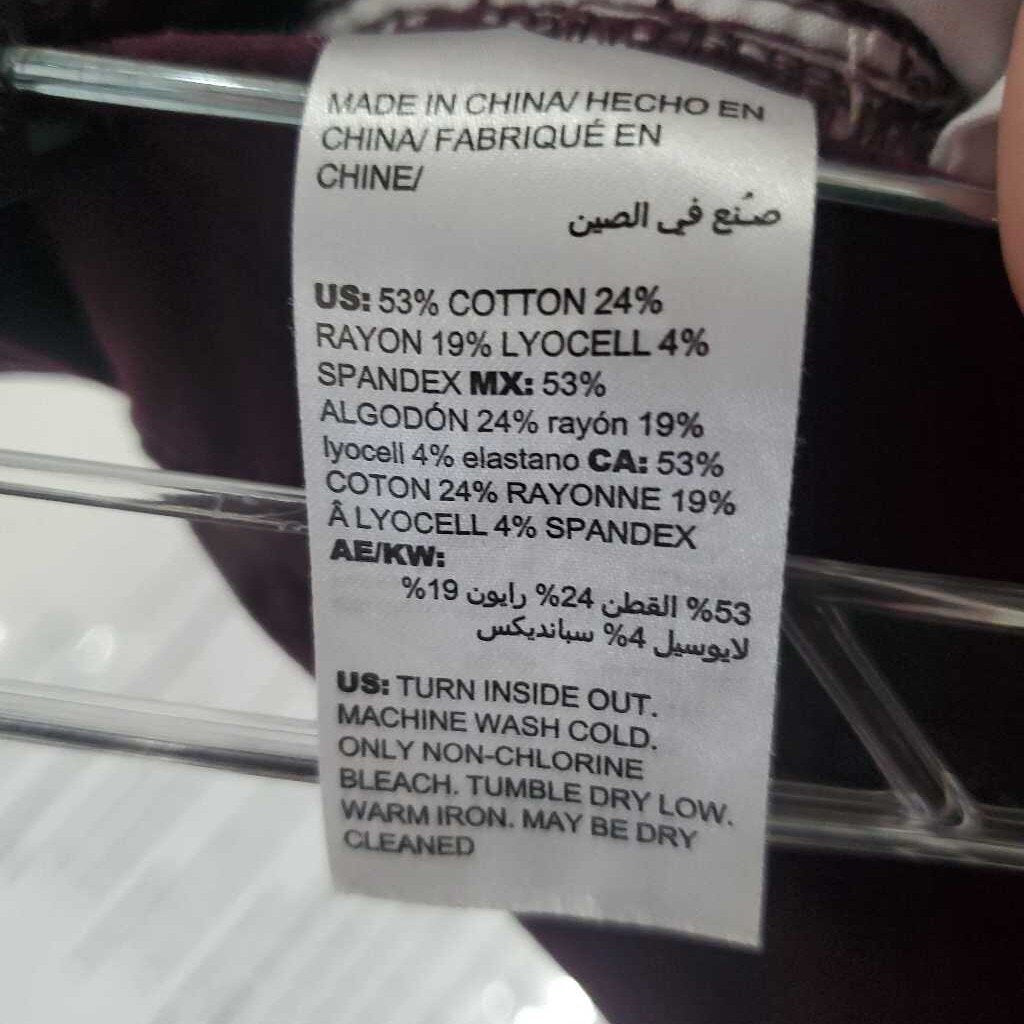 MADE IN CHINA/ HECHO EN
CHINA/ FABRIQUÉ EN
CHINE/
صُنع في الصين
US: 53% COTTON 24%
RAYON 19% LYOCELL 4%
SPANDEX MX: 53%
ALGODÓN 24% rayón 19%
lyocell 4% elastano CA: 53%
COTON 24% RAYONNE 19%
Â LYOCELL 4% SPANDEX
AE/KW:
53% القطن 24% رايون 19%
لايوسيل 4% سبانديكس
US: TURN INSIDE OUT.
MACHINE WASH COLD.
ONLY NON-CHLORINE
BLEACH. TUMBLE DRY LOW.
WARM IRON. MAY BE DRY
CLEANED